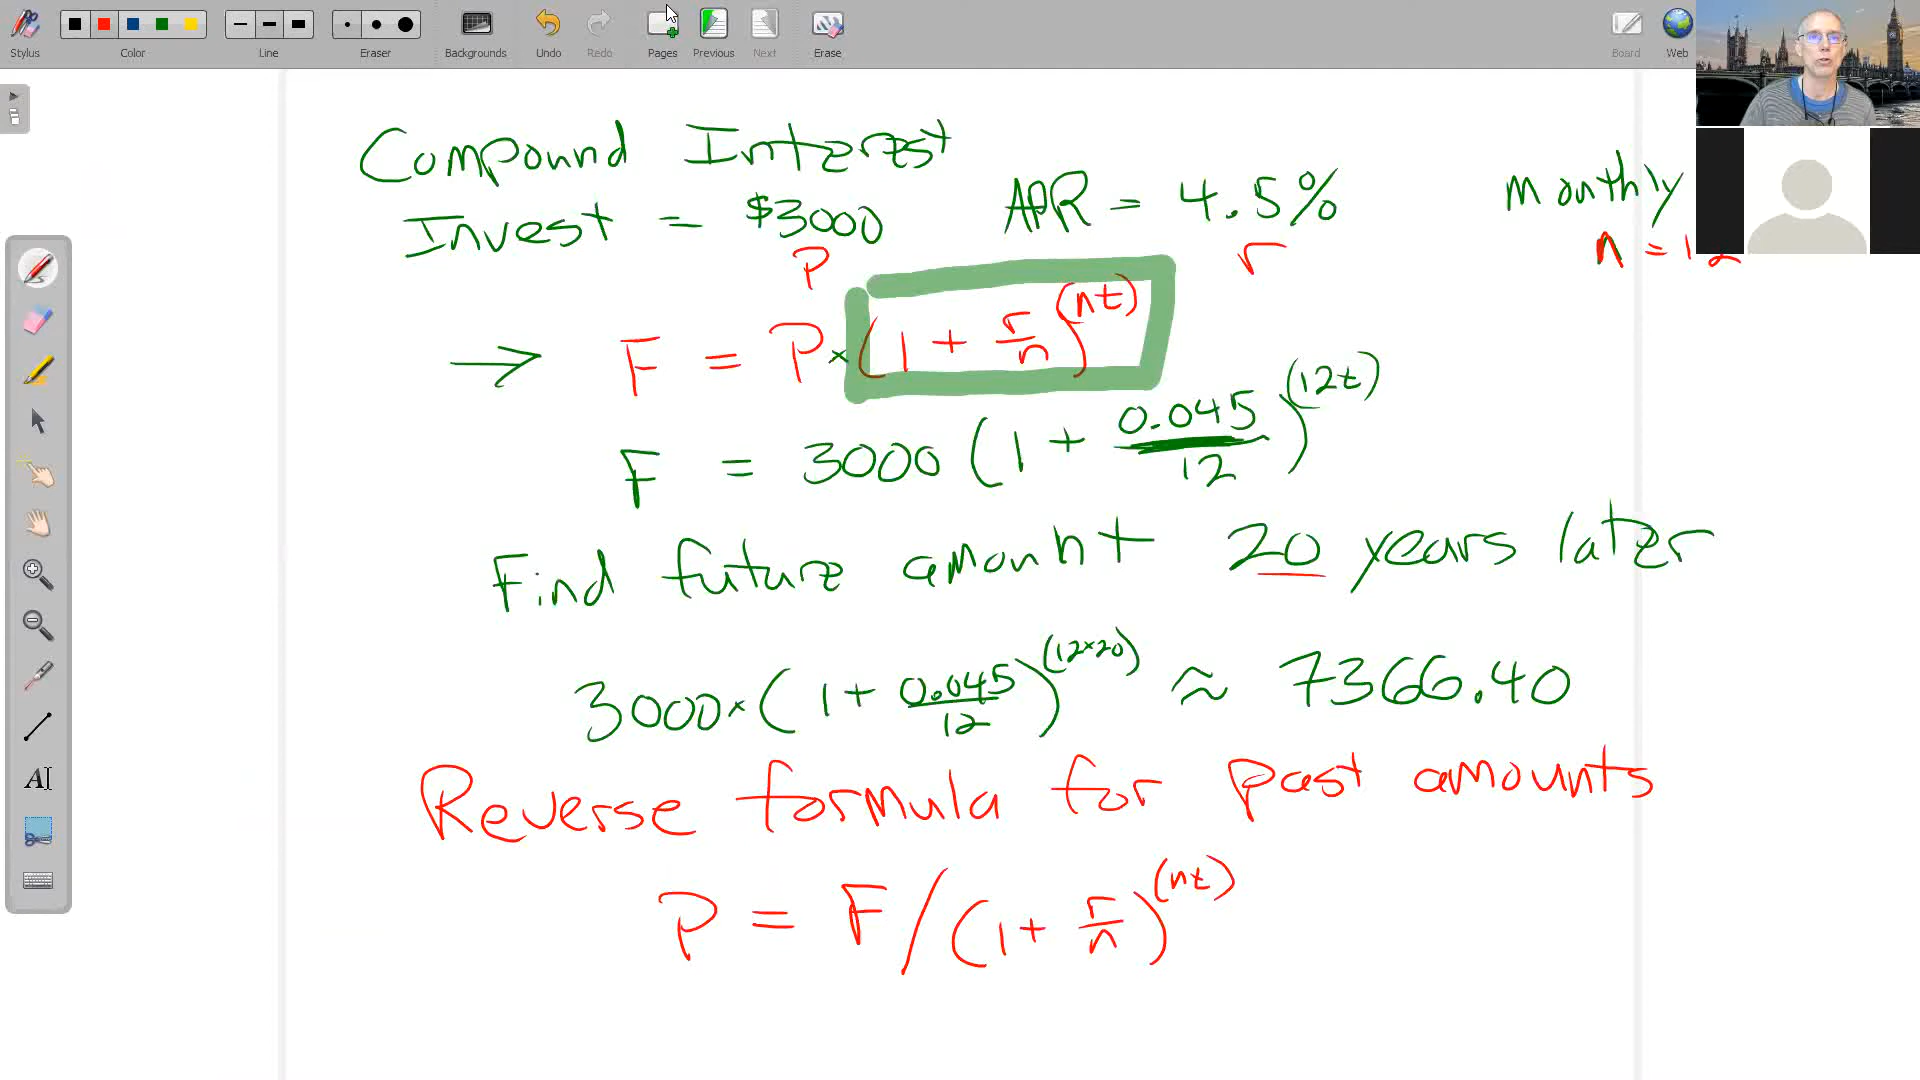 Stylus
Color
Line
Eraser
Backgrounds
Undo
Redo
Pages
Previous
Next
Erase
Board
Web
Compound Interest
Invest = $3000 APR = 4.5% monthly
P r n = 12
→ F = P × (1 + r/n)^(nt)
F = 3000 (1 + 0.045/12)^(12t)
Find future amount 20 years later
3000 × (1 + 0.045/12)^(12×20) ≈ 7366.40
Reverse formula for past amounts
P = F / (1 + r/n)^(nt)
AI